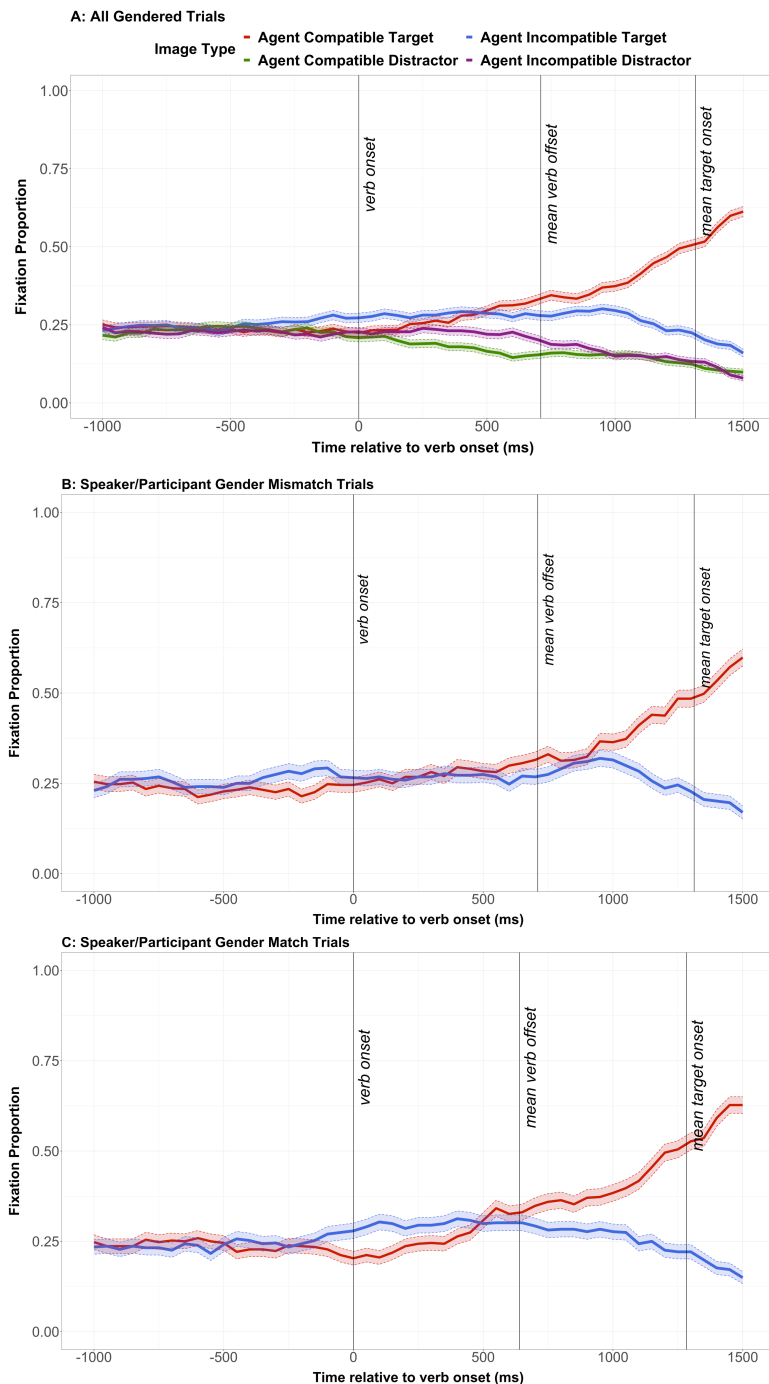 A: All Gendered Trials
Image Type
Agent Compatible Target
Agent Incompatible Target
Agent Compatible Distractor
Agent Incompatible Distractor
1.00
0.75
0.50
0.25
0.00
Fixation Proportion
verb onset
mean verb offset
mean target onset
-1000
-500
0
500
1000
1500
Time relative to verb onset (ms)
B: Speaker/Participant Gender Mismatch Trials
1.00
0.75
0.50
0.25
0.00
Fixation Proportion
verb onset
mean verb offset
mean target onset
-1000
-500
0
500
1000
1500
Time relative to verb onset (ms)
C: Speaker/Participant Gender Match Trials
1.00
0.75
0.50
0.25
0.00
Fixation Proportion
verb onset
mean verb offset
mean target onset
-1000
-500
0
500
1000
1500
Time relative to verb onset (ms)